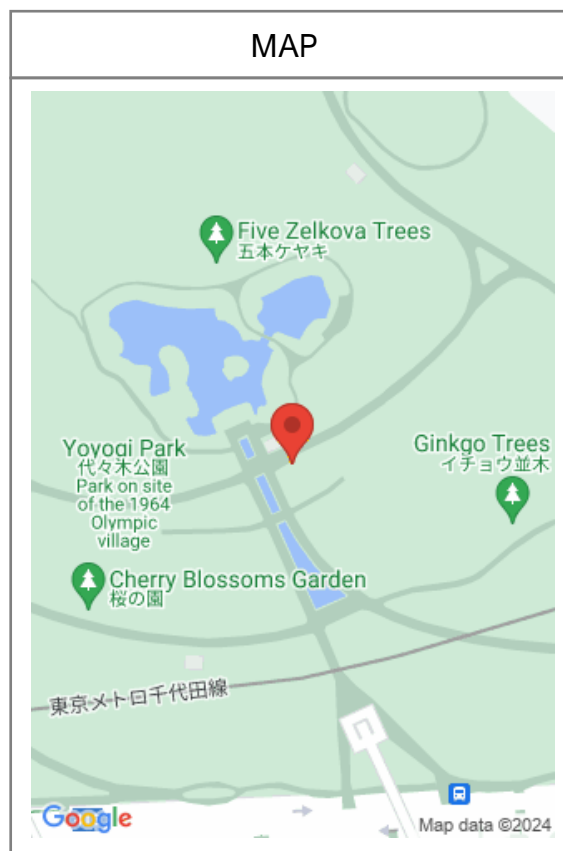 MAP
Five Zelkova Trees
五本ケヤキ
Yoyogi Park
代々木公園
Park on site
of the 1964
Olympic
village
Ginkgo Trees
イチョウ並木
Cherry Blossoms Garden
桜の園
東京メトロ千代田線
Google
Map data ©2024